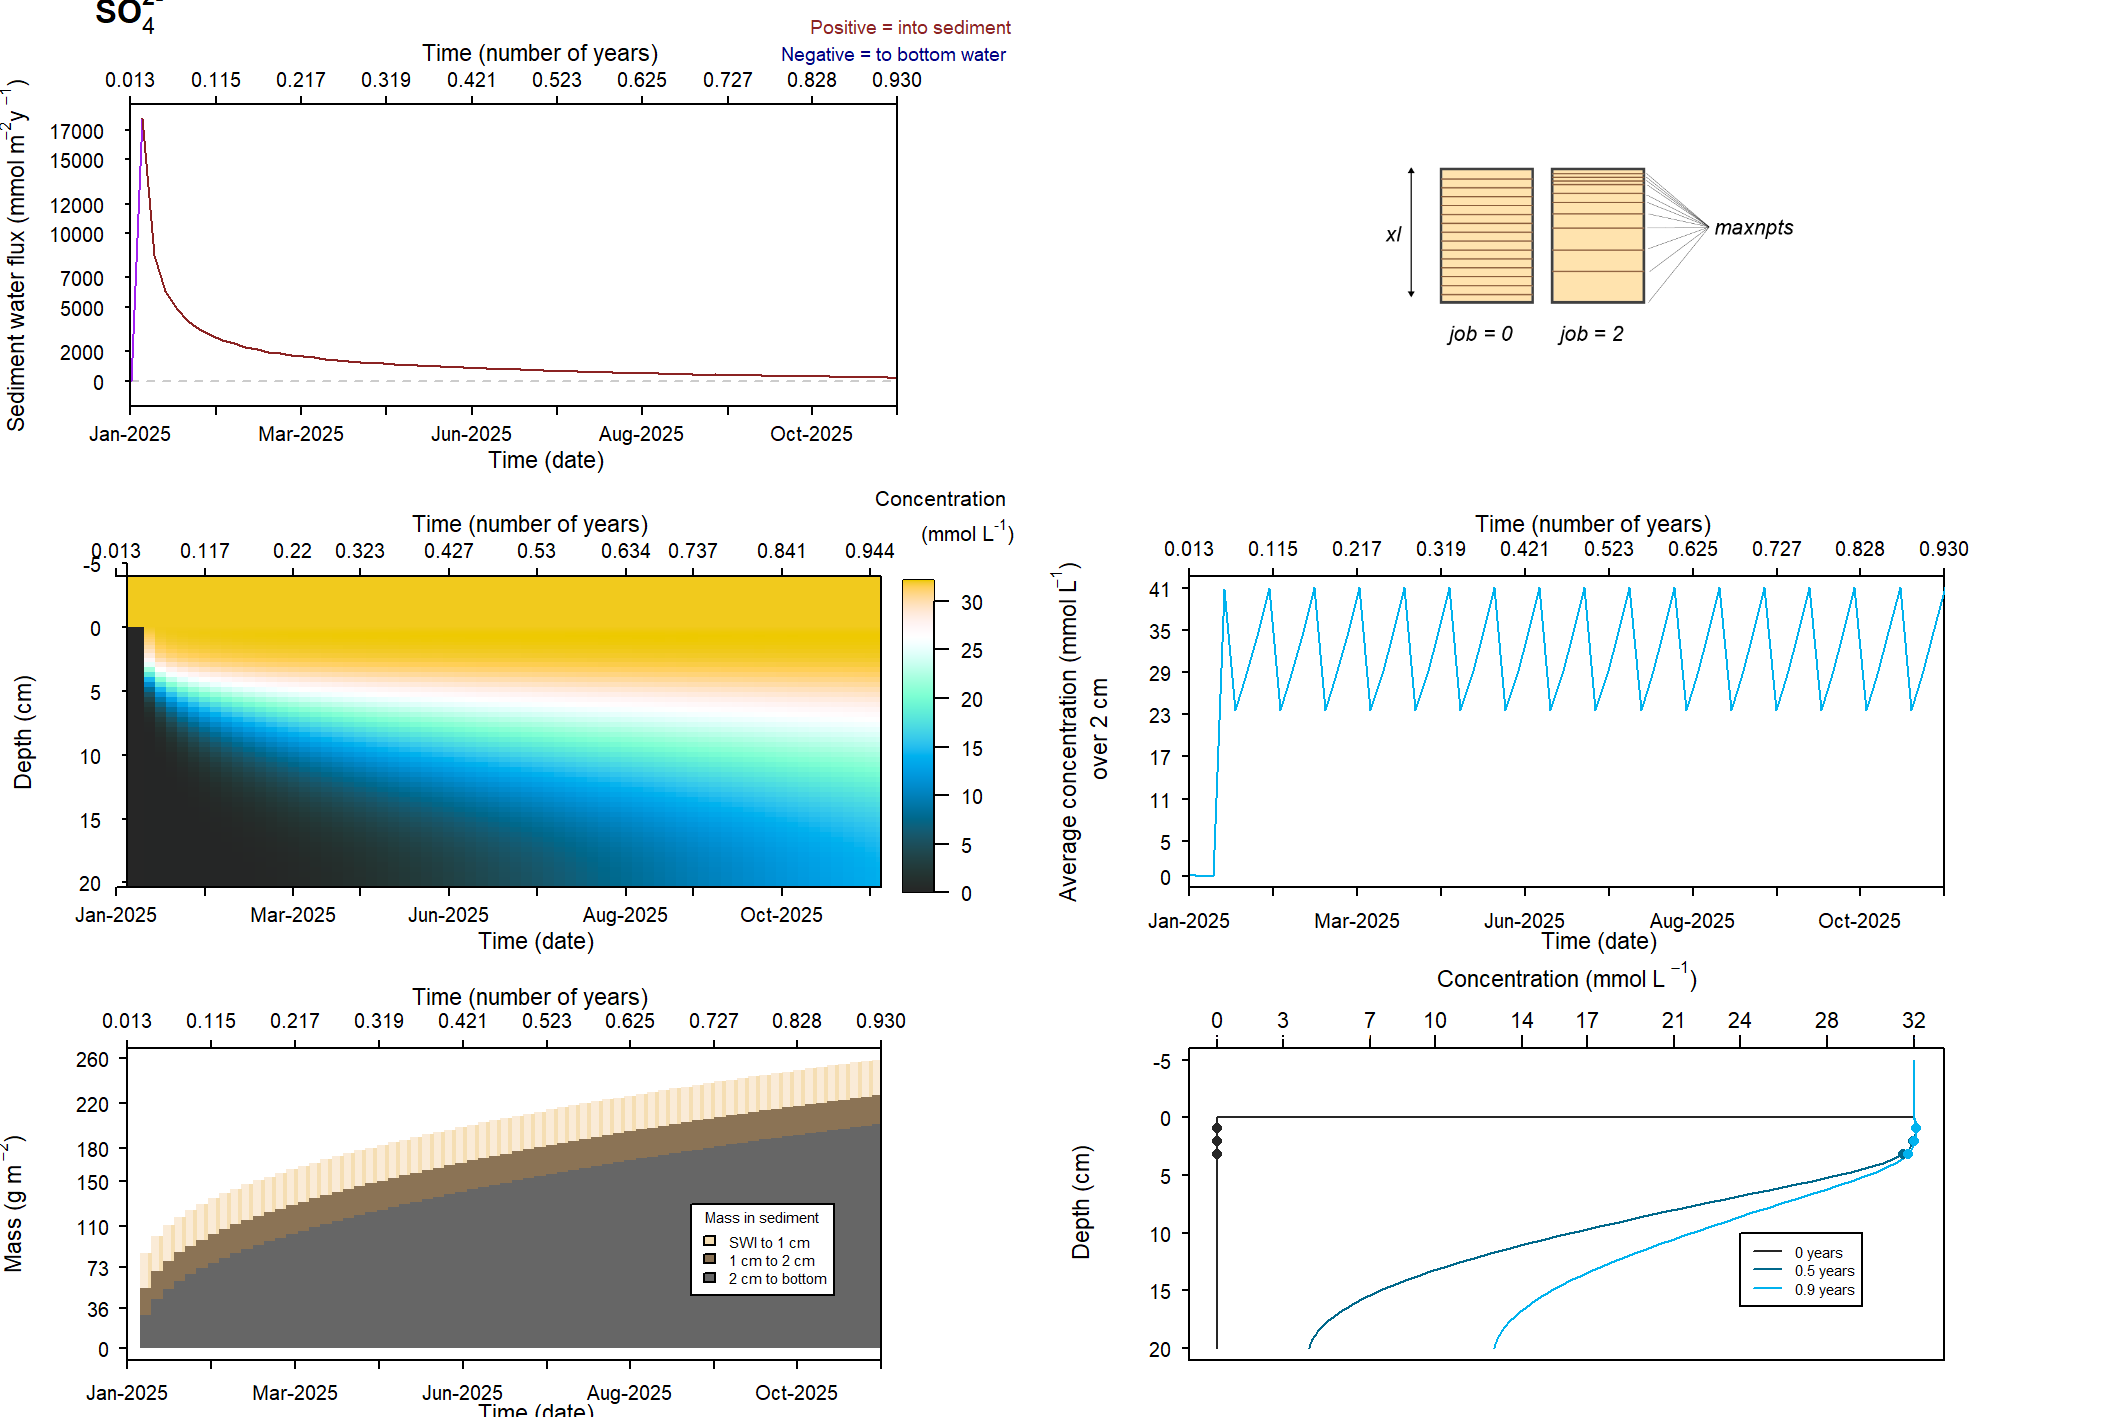 SO₄²⁻
Positive = into sediment
Time (number of years)
Negative = to bottom water
0.013 0.115 0.217 0.319 0.421 0.523 0.625 0.727 0.828 0.930
Sediment water flux (mmol m⁻² y⁻¹)
17000
15000
12000
10000
7000
5000
2000
0
Jan-2025 Mar-2025 Jun-2025 Aug-2025 Oct-2025
Time (date)
xl
maxnpts
job = 0 job = 2
Concentration
(mmol L⁻¹)
Time (number of years)
0.013 0.117 0.22 0.323 0.427 0.53 0.634 0.737 0.841 0.944
Depth (cm)
-5
0
5
10
15
20
30
25
20
15
10
5
0
Jan-2025 Mar-2025 Jun-2025 Aug-2025 Oct-2025
Time (date)
Time (number of years)
0.013 0.115 0.217 0.319 0.421 0.523 0.625 0.727 0.828 0.930
Average concentration (mmol L⁻¹)
over 2 cm
41
35
29
23
17
11
5
0
Jan-2025 Mar-2025 Jun-2025 Aug-2025 Oct-2025
Time (date)
Time (number of years)
0.013 0.115 0.217 0.319 0.421 0.523 0.625 0.727 0.828 0.930
Mass (g m⁻²)
260
220
180
150
110
73
36
0
Mass in sediment
SWI to 1 cm
1 cm to 2 cm
2 cm to bottom
Jan-2025 Mar-2025 Jun-2025 Aug-2025 Oct-2025
Time (date)
Concentration (mmol L⁻¹)
0 3 7 10 14 17 21 24 28 32
Depth (cm)
-5
0
5
10
15
20
0 years
0.5 years
0.9 years